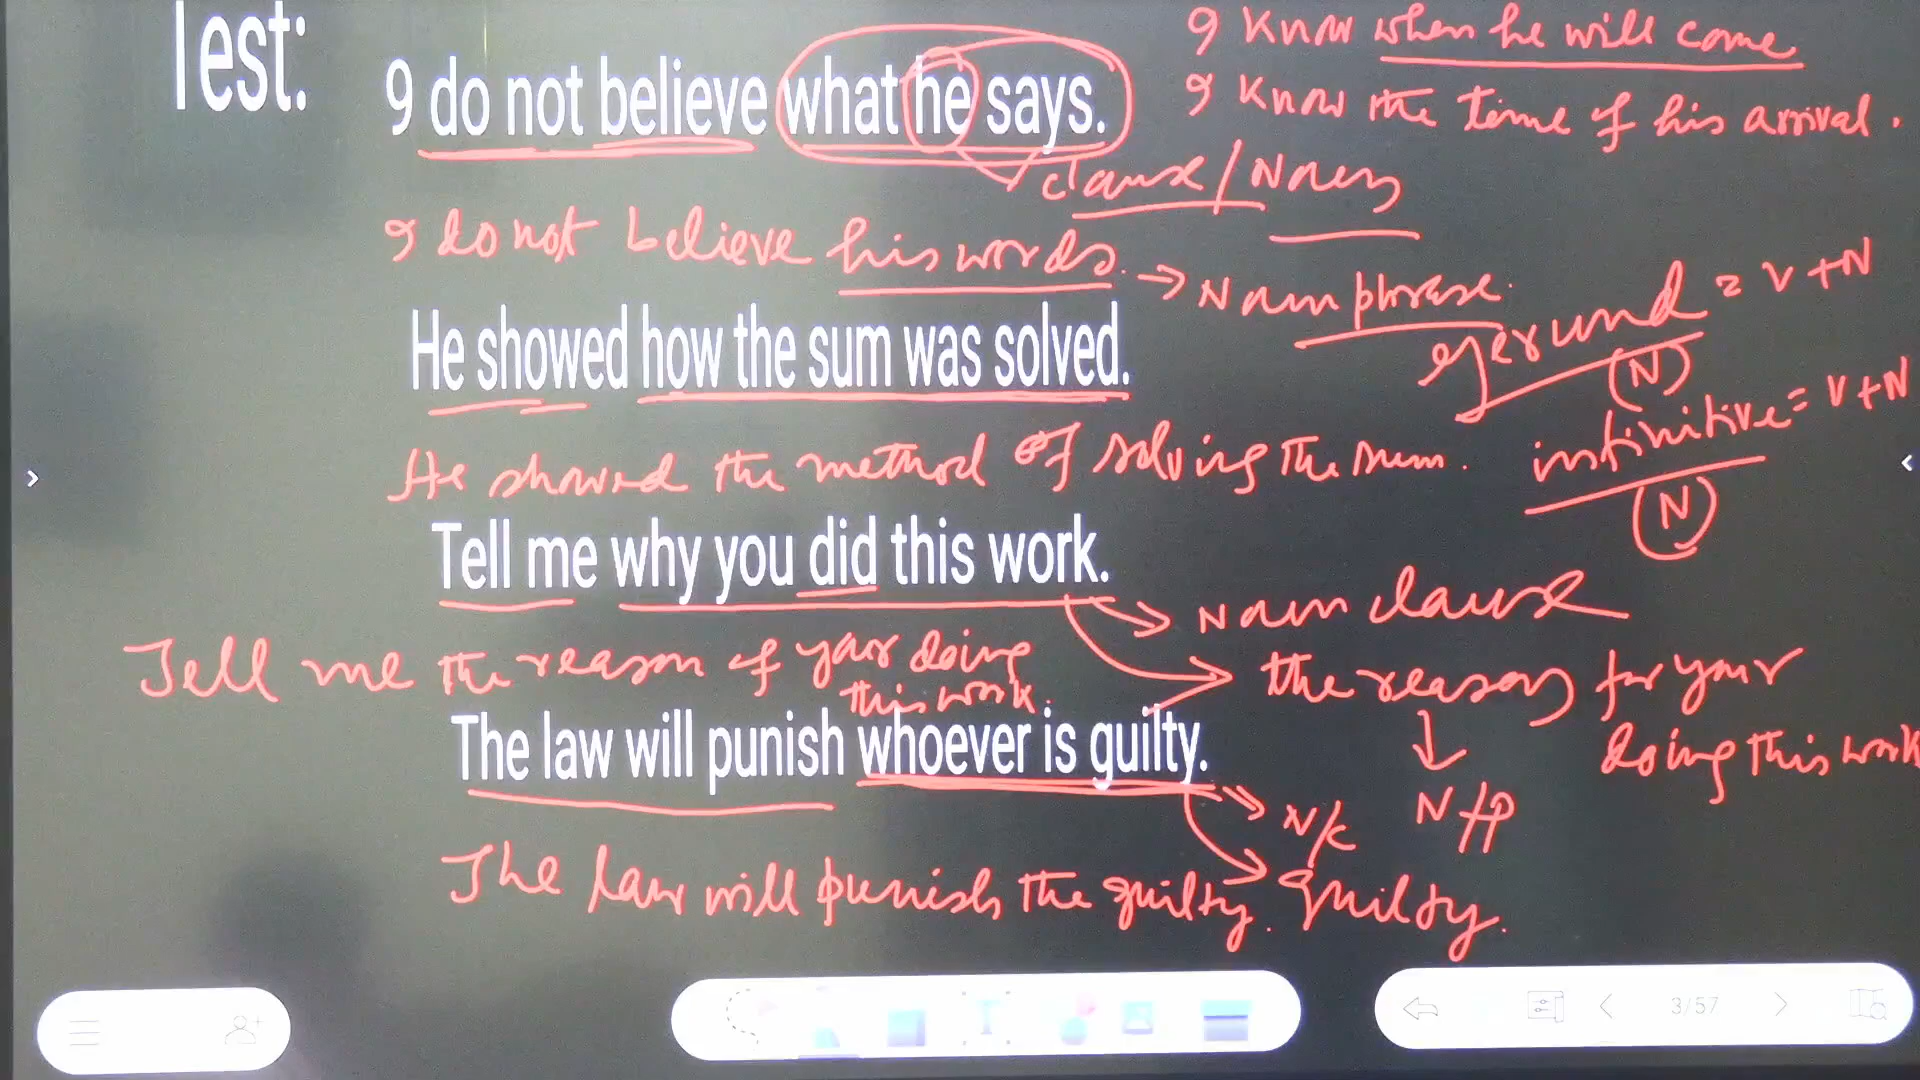 Test:
9 do not believe what he says.
9 know when he will come
9 know the time of his arrival.
clause/Noun
9 do not believe his words.
Noun phrase.
gerund = V+N
(N)
He showed how the sum was solved.
infinitive = V+N
(N)
He showed the method of solving the sum.
Tell me why you did this work.
Noun clause
Tell me the reason of your doing
this work.
the reason for your
doing this work
N/P
The law will punish whoever is guilty.
N/c
The law will punish the guilty.
guilty.
3/57